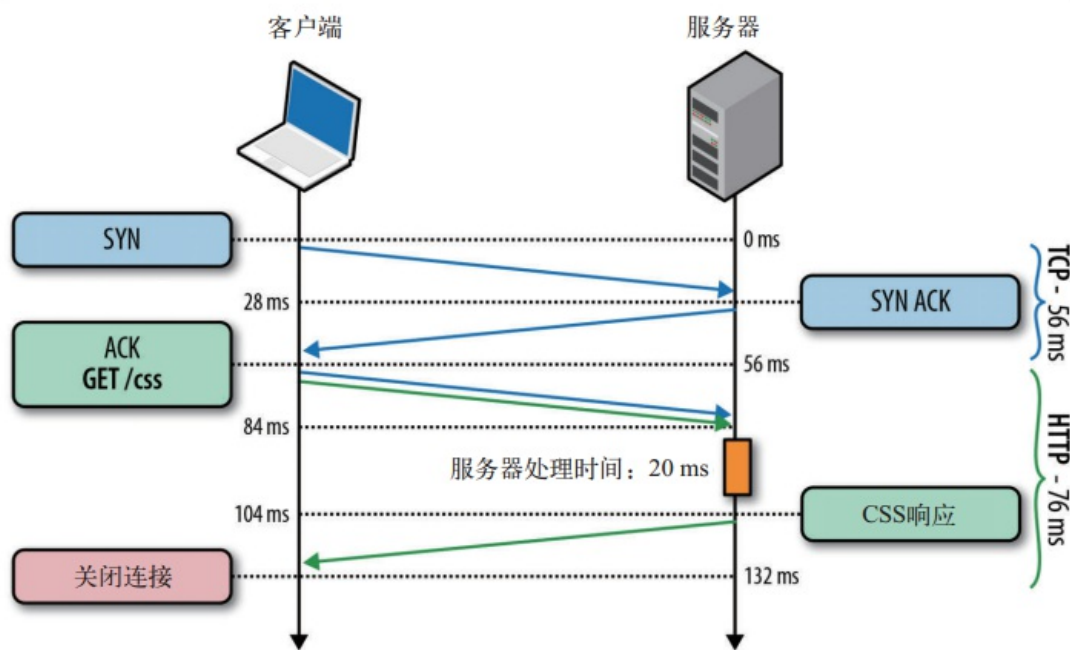 客户端
服务器
SYN
0 ms
28 ms
SYN ACK
TCP - 56 ms
ACK
GET /css
56 ms
84 ms
服务器处理时间：20 ms
HTTP - 76 ms
104 ms
CSS响应
关闭连接
132 ms